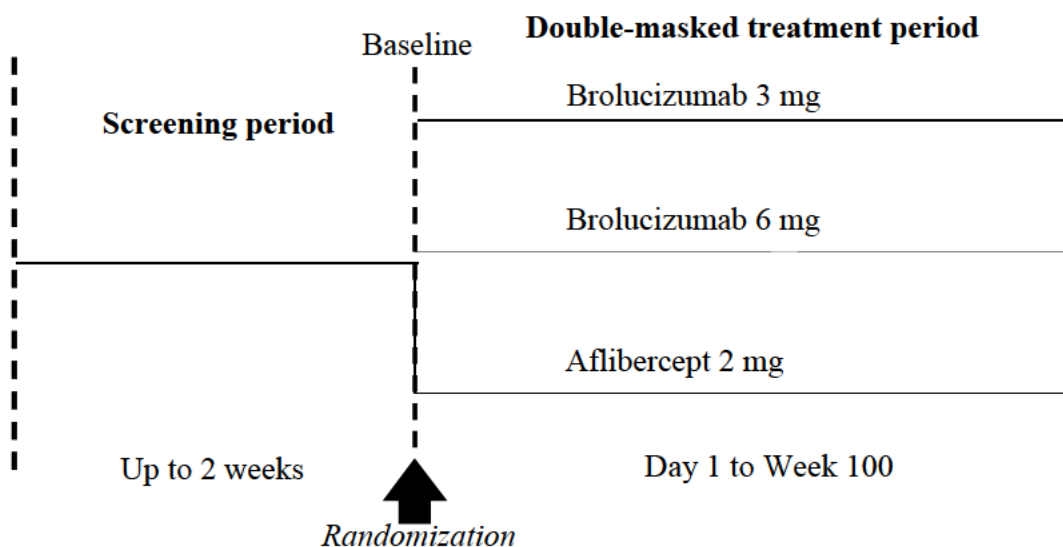 Double-masked treatment period
Baseline
Brolucizumab 3 mg
Screening period
Brolucizumab 6 mg
Aflibercept 2 mg
Up to 2 weeks
Day 1 to Week 100
Randomization